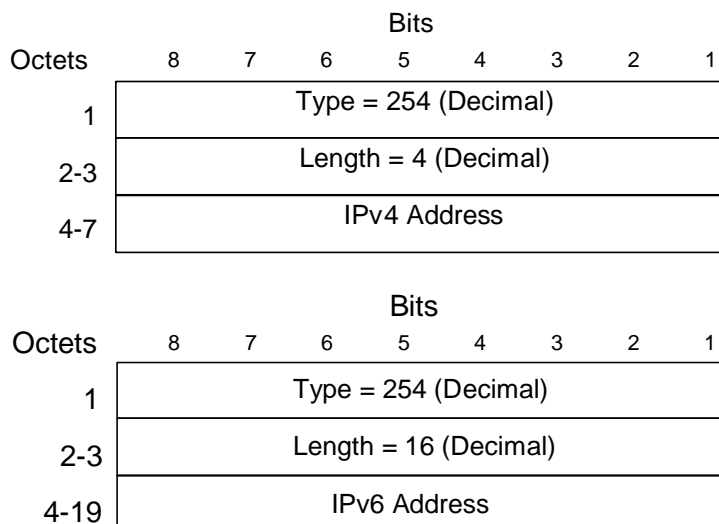 Bits
Octets 8 7 6 5 4 3 2 1
1 Type = 254 (Decimal)
2-3 Length = 4 (Decimal)
4-7 IPv4 Address
Bits
Octets 8 7 6 5 4 3 2 1
1 Type = 254 (Decimal)
2-3 Length = 16 (Decimal)
4-19 IPv6 Address